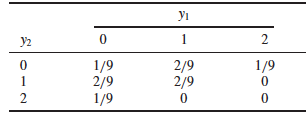 y₁
y₂ 0 1 2
0 1/9 2/9 1/9
1 2/9 2/9 0
2 1/9 0 0